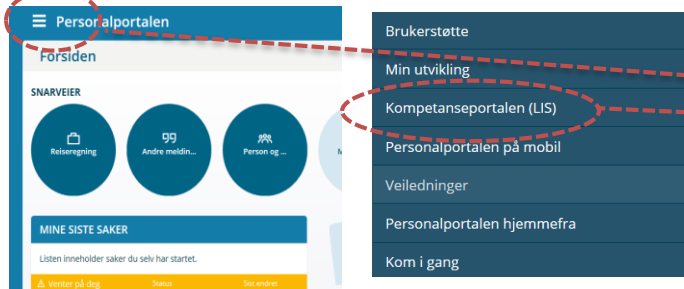 Personalportalen
Forsiden
SNARVEIER
Reiseregning
Andre meldin...
Person og ...
MINE SISTE SAKER
Listen inneholder saker du selv har startet.
Venter på deg Status Sist endret
Brukerstøtte
Min utvikling
Kompetanseportalen (LIS)
Personalportalen på mobil
Veiledninger
Personalportalen hjemmefra
Kom i gang